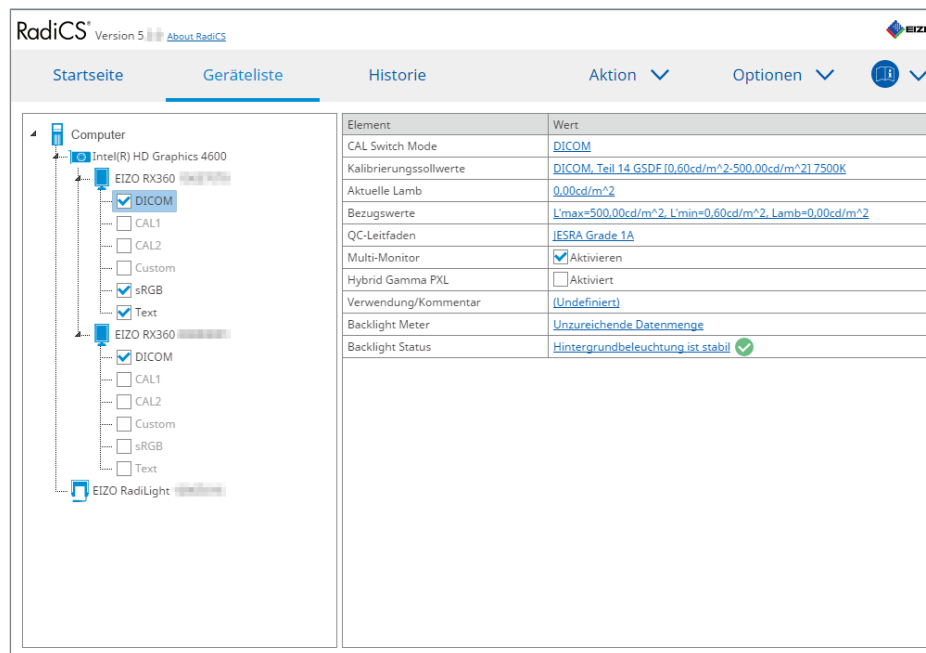 RadiCS® Version 5. About RadiCS
EIZ
Startseite Geräteliste Historie Aktion Optionen
Computer
Intel(R) HD Graphics 4600
EIZO RX360
DICOM
CAL1
CAL2
Custom
sRGB
Text
EIZO RX360
DICOM
CAL1
CAL2
Custom
sRGB
Text
EIZO RadiLight
Element Wert
CAL Switch Mode DICOM
Kalibrierungssollwerte DICOM, Teil 14 GSDF [0,60cd/m^2-500,00cd/m^2] 7500K
Aktuelle Lamb 0,00cd/m^2
Bezugswerte L'max=500,00cd/m^2, L'min=0,60cd/m^2, Lamb=0,00cd/m^2
QC-Leitfaden JESRA Grade 1A
Multi-Monitor Aktivieren
Hybrid Gamma PXL Aktiviert
Verwendung/Kommentar (Undefiniert)
Backlight Meter Unzureichende Datenmenge
Backlight Status Hintergrundbeleuchtung ist stabil